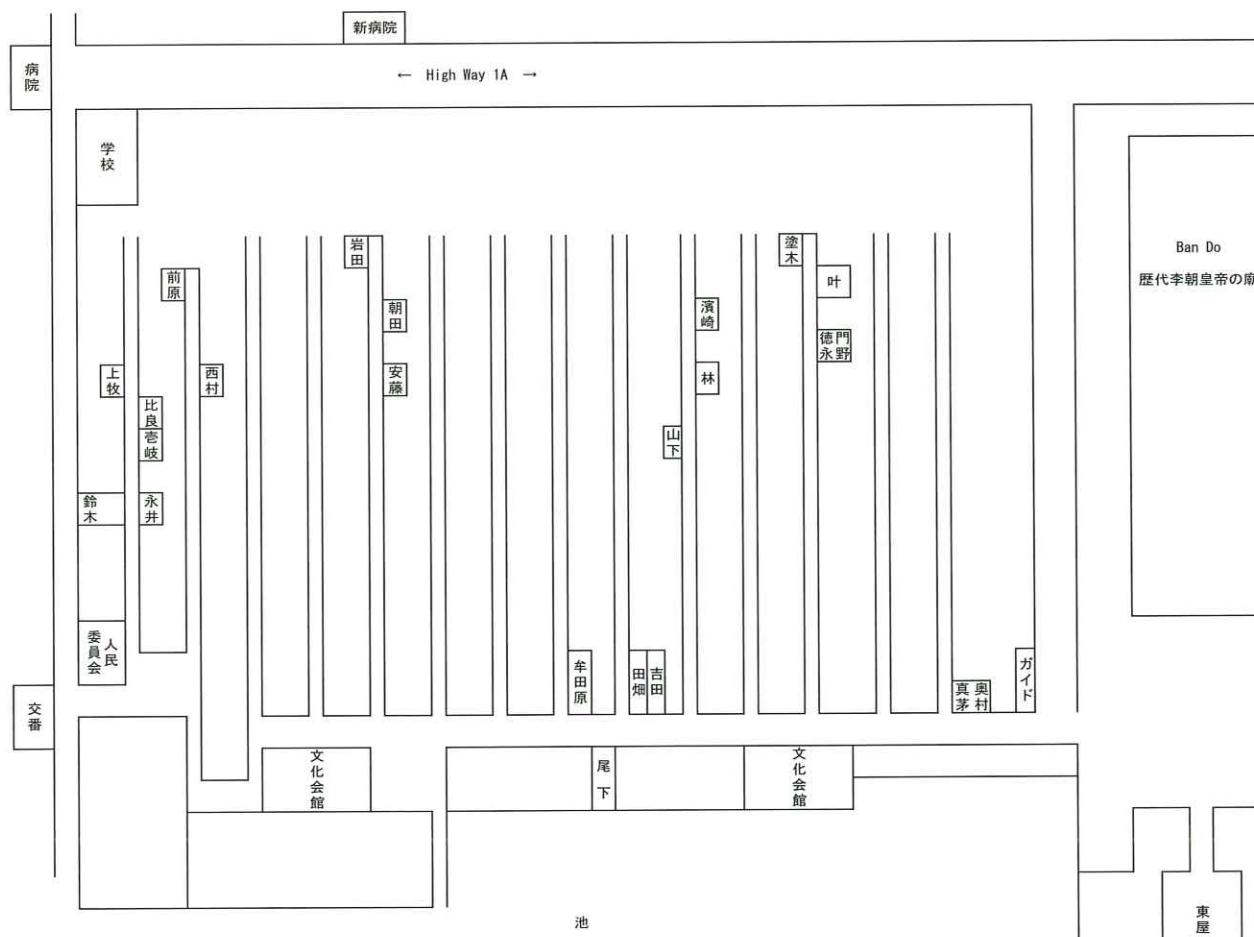 新病院
病院
← High Way 1A →
学校
Ban Do
歴代李朝皇帝の廟
岩田
塗木
前原
叶
朝田
濱崎
徳永
門野
上牧
西村
安藤
林
比良
壱岐
山下
鈴木
永井
人民
委員会
牟田原
田畑
吉田
ガイド
真茅
奥村
交番
文化会館
尾下
文化会館
池
東屋